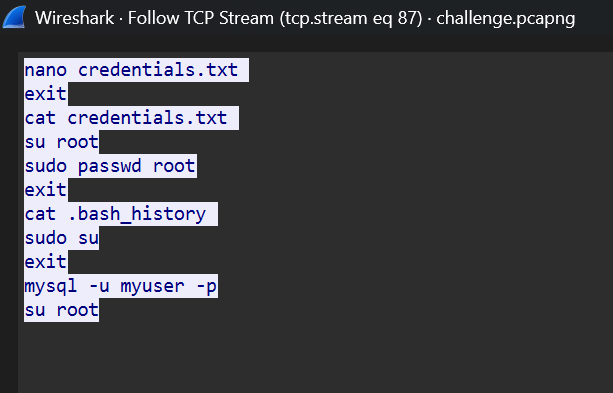 Wireshark · Follow TCP Stream (tcp.stream eq 87) · challenge.pcapng
nano credentials.txt
exit
cat credentials.txt
su root
sudo passwd root
exit
cat .bash_history
sudo su
exit
mysql -u myuser -p
su root